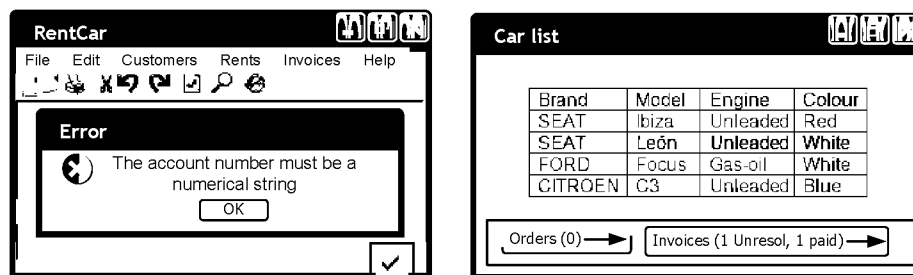 RentCar
File Edit Customers Rents Invoices Help
Error
The account number must be a
numerical string
OK
Car list
Brand Model Engine Colour
SEAT Ibiza Unleaded Red
SEAT León Unleaded White
FORD Focus Gas-oil White
CITROEN C3 Unleaded Blue
Orders (0)
Invoices (1 Unresol, 1 paid)